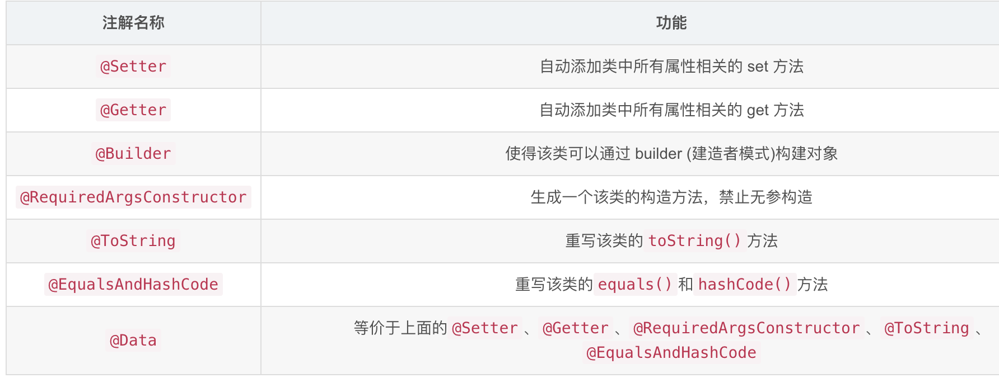 注解名称 功能
@Setter 自动添加类中所有属性相关的 set 方法
@Getter 自动添加类中所有属性相关的 get 方法
@Builder 使得该类可以通过 builder (建造者模式)构建对象
@RequiredArgsConstructor 生成一个该类的构造方法，禁止无参构造
@ToString 重写该类的 toString() 方法
@EqualsAndHashCode 重写该类的 equals() 和 hashCode() 方法
@Data 等价于上面的 @Setter 、 @Getter 、 @RequiredArgsConstructor 、 @ToString 、
@EqualsAndHashCode